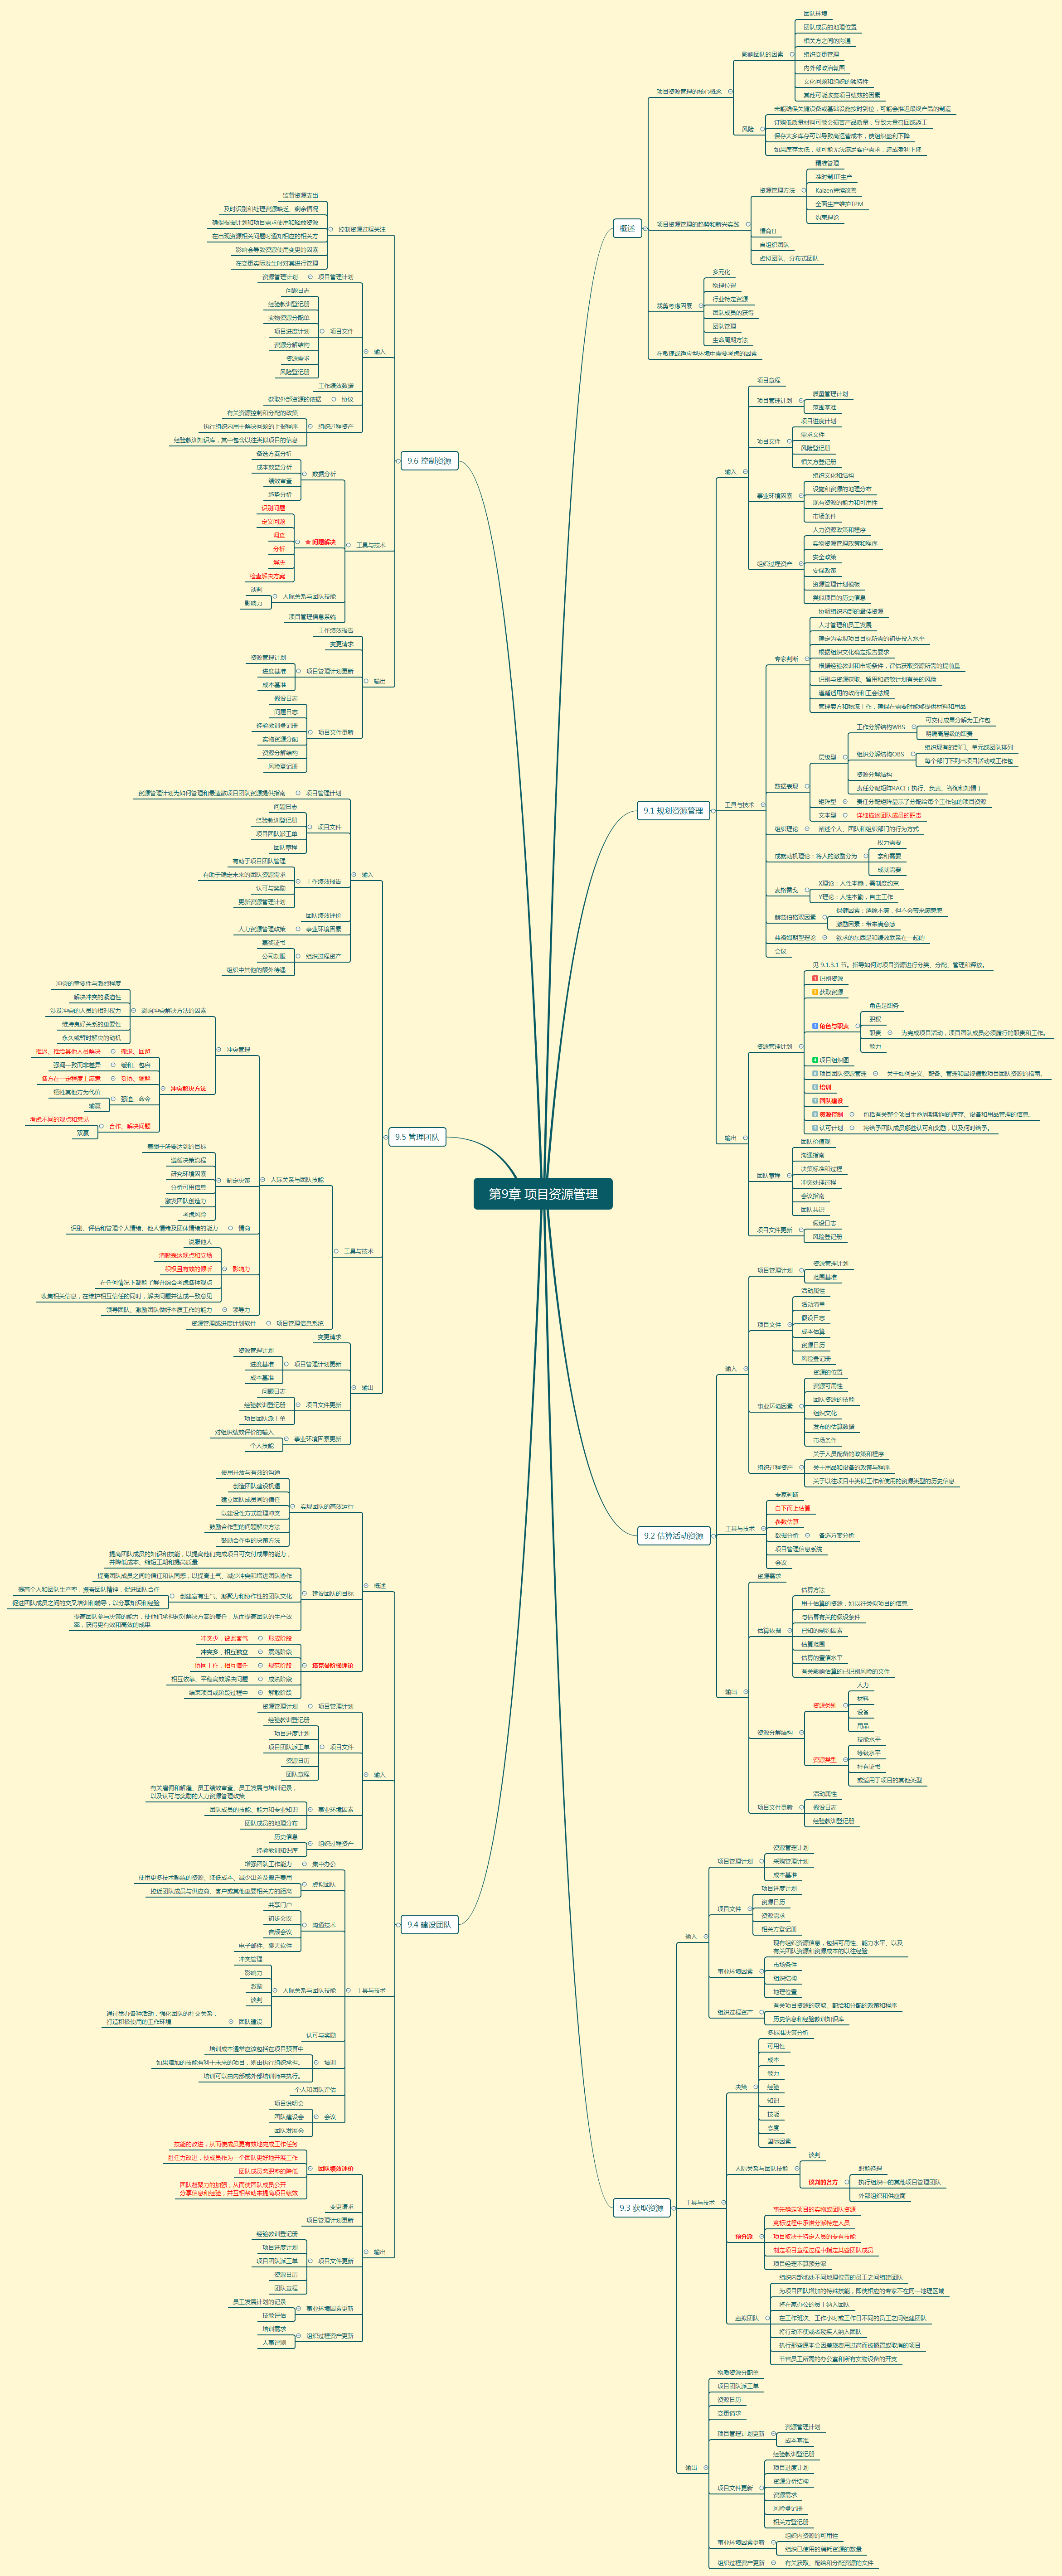 第9章 项目资源管理
概述
项目资源管理的核心概念
影响团队的因素
团队环境
团队成员的地理位置
相关方之间的沟通
组织变更管理
内外部政治氛围
文化问题和组织的独特性
其他可能改变项目绩效的因素
风险
未能确保关键设备或基础设施按时到位，可能会推迟最终产品的制造
订购低质量材料可能会损害产品质量，导致大量召回或返工
保存太多库存可以导致高运营成本，使组织盈利下降
如果库存太低，就可能无法满足客户需求，造成盈利下降
项目资源管理的趋势和新兴实践
资源管理方法
精准管理
准时制JIT生产
Kaizen持续改善
全面生产维护TPM
约束理论
情商EI
自组织团队
虚拟团队、分布式团队
裁剪考虑因素
多元化
物理位置
行业特定资源
团队成员的获得
团队管理
生命周期方法
在敏捷或适应型环境中需要考虑的因素
9.1 规划资源管理
输入
项目章程
项目管理计划
质量管理计划
范围基准
项目文件
项目进度计划
需求文件
风险登记册
相关方登记册
事业环境因素
组织文化和结构
设施和资源的地理分布
现有资源的能力和可用性
市场条件
组织过程资产
人力资源政策和程序
实物资源管理政策和程序
安全政策
安保政策
资源管理计划模板
类似项目的历史信息
工具与技术
专家判断
协调组织内部的最佳资源
人才管理和员工发展
确定为实现项目目标所需的初步投入水平
根据组织文化确定报告要求
根据经验教训和市场条件，评估获取资源所需的提前量
识别与资源获取、留用和遣散计划有关的风险
遵循适用的政府和工会法规
管理卖方和物流工作，确保在需要时能够提供材料和用品
数据表现
层级型
工作分解结构WBS
可交付成果分解为工作包
明确高层级的职责
组织分解结构OBS
组织现有的部门、单元或团队排列
每个部门下列出项目活动或工作包
资源分解结构
责任分配矩阵RACI（执行、负责、咨询和知情）
矩阵型
责任分配矩阵显示了分配给每个工作包的项目资源
文本型
详细描述团队成员的职责
组织理论
阐述个人、团队和组织部门的行为方式
成就动机理论：将人的激励分为
权力需要
亲和需要
成就需要
麦格雷戈
X理论：人性本懒，需制度约束
Y理论：人性本勤，自主工作
赫兹伯格双因素
保健因素：消除不满，但不会带来满意感
激励因素：带来满意感
弗洛姆期望理论
欲求的东西是和绩效联系在一起的
会议
输出
资源管理计划
见 9.1.3.1 节。指导如何对项目资源进行分类、分配、管理和释放。
1 识别资源
2 获取资源
3 角色与职责
角色是职务
职权
职责
为完成项目活动，项目团队成员必须履行的职责和工作。
能力
4 项目组织图
5 项目团队资源管理
关于如何定义、配备、管理和最终遣散项目团队资源的指南。
6 培训
7 团队建设
8 资源控制
包括有关整个项目生命周期期间的库存、设备和用品管理的信息。
9 认可计划
将给予团队成员哪些认可和奖励，以及何时给予。
团队章程
团队价值观
沟通指南
决策标准和过程
冲突处理过程
会议指南
团队共识
项目文件更新
假设日志
风险登记册
9.2 估算活动资源
输入
项目管理计划
资源管理计划
范围基准
项目文件
活动属性
活动清单
假设日志
成本估算
资源日历
风险登记册
事业环境因素
资源的位置
资源可用性
团队资源的技能
组织文化
发布的估算数据
市场条件
组织过程资产
关于人员配备的政策和程序
关于用品和设备的政策与程序
关于以往项目中类似工作所使用的资源类型的历史信息
工具与技术
专家判断
自下而上估算
参数估算
数据分析
备选方案分析
项目管理信息系统
会议
输出
资源需求
估算依据
估算方法
用于估算的资源，如以往类似项目的信息
与估算有关的假设条件
已知的制约因素
估算范围
估算的置信水平
有关影响估算的已识别风险的文件
资源分解结构
资源类别
人力
材料
设备
用品
资源类型
技能水平
等级水平
持有证书
或适用于项目的其他类型
项目文件更新
活动属性
假设日志
经验教训登记册
9.3 获取资源
输入
项目管理计划
资源管理计划
采购管理计划
成本基准
项目文件
项目进度计划
资源日历
资源需求
相关方登记册
事业环境因素
现有组织资源信息，包括可用性、能力水平、以及
有关团队资源和资源成本的以往经验
市场条件
组织结构
地理位置
组织过程资产
有关项目资源的获取、配给和分配的政策和程序
历史信息和经验教训知识库
工具与技术
决策
多标准决策分析
可用性
成本
能力
经验
知识
技能
态度
国际因素
人际关系与团队技能
谈判
谈判的各方
职能经理
执行组织中的其他项目管理团队
外部组织和供应商
预分派
事先确定项目的实物或团队资源
竞标过程中承诺分派特定人员
项目取决于特定人员的专有技能
制定项目章程过程中指定某些团队成员
项目经理不算预分派
虚拟团队
组织内部地处不同地理位置的员工之间组建团队
为项目团队增加的特殊技能，即使相应的专家不在同一地理区域
将在家办公的员工纳入团队
在工作班次、工作小时或工作日不同的员工之间组建团队
将行动不便或者残疾人纳入团队
执行那些原本会因差旅费用过高而被搁置或取消的项目
节省员工所需的办公室和所有实物设备的开支
输出
物质资源分配单
项目团队派工单
资源日历
变更请求
项目管理计划更新
资源管理计划
成本基准
项目文件更新
经验教训登记册
项目进度计划
资源分析结构
资源需求
风险登记册
相关方登记册
事业环境因素更新
组织内资源的可用性
组织已使用的消耗资源的数量
组织过程资产更新
有关获取、配给和分配资源的文件
9.6 控制资源
控制资源过程关注
监督资源支出
及时识别和处理资源缺乏、剩余情况
确保根据计划和项目需求使用和释放资源
在出现资源相关问题时通知相应的相关方
影响会导致资源使用变更的因素
在变更实际发生时对其进行管理
输入
项目管理计划
资源管理计划
项目文件
问题日志
经验教训登记册
实物资源分配单
项目进度计划
资源分解结构
资源需求
风险登记册
工作绩效数据
协议
获取外部资源的依据
组织过程资产
有关资源控制和分配的政策
执行组织内用于解决问题的上报程序
经验教训知识库，其中包含以往类似项目的信息
工具与技术
数据分析
备选方案分析
成本效益分析
绩效审查
趋势分析
★ 问题解决
识别问题
定义问题
调查
分析
解决
检查解决方案
人际关系与团队技能
谈判
影响力
项目管理信息系统
输出
工作绩效报告
变更请求
项目管理计划更新
资源管理计划
进度基准
成本基准
项目文件更新
假设日志
问题日志
经验教训登记册
实物资源分配
资源分解结构
风险登记册
9.5 管理团队
输入
项目管理计划
资源管理计划为如何管理和最遣散项目团队资源提供指南
项目文件
问题日志
经验教训登记册
项目团队派工单
团队章程
工作绩效报告
有助于项目团队管理
有助于确定未来的团队资源需求
认可与奖励
更新资源管理计划
团队绩效评价
事业环境因素
人力资源管理政策
组织过程资产
嘉奖证书
公司制服
组织中其他的额外待遇
工具与技术
人际关系与团队技能
冲突管理
影响冲突解决方法的因素
冲突的重要性与激烈程度
解决冲突的紧迫性
涉及冲突的人员的相对权力
维持良好关系的重要性
永久或暂时解决的动机
冲突解决方法
撤退、回避
推迟、推给其他人员解决
缓和、包容
强调一致而非差异
妥协、调解
各方在一定程度上满意
强迫、命令
牺牲其他方为代价
输赢
合作、解决问题
考虑不同的观点和意见
双赢
制定决策
着眼于所要达到的目标
遵循决策流程
研究环境因素
分析可用信息
激发团队创造力
考虑风险
情商
识别、评估和管理个人情绪、他人情绪及团体情绪的能力
影响力
说服他人
清晰表达观点和立场
积极且有效的倾听
在任何情况下都能了解并综合考虑各种观点
收集相关信息，在维护相互信任的同时，解决问题并达成一致意见
领导力
领导团队、激励团队做好本质工作的能力
项目管理信息系统
资源管理或进度计划软件
输出
变更请求
项目管理计划更新
资源管理计划
进度基准
成本基准
项目文件更新
问题日志
经验教训登记册
项目团队派工单
事业环境因素更新
对组织绩效评价的输入
个人技能
9.4 建设团队
概述
实现团队的高效运行
使用开放与有效的沟通
创造团队建设机遇
建立团队成员间的信任
以建设性方式管理冲突
鼓励合作型的问题解决方法
鼓励合作型的决策方法
建设团队的目标
提高团队成员的知识和技能，以提高他们完成项目可交付成果的能力，
并降低成本、缩短工期和提高质量
提高团队成员之间的信任和认同感，以提高士气、减少冲突和增进团队协作
创建富有生气、凝聚力和协作性的团队文化
提高个人和团队生产率，振奋团队精神，促进团队合作
促进团队成员之间的交叉培训和辅导，以分享知识和经验
提高团队参与决策的能力，使他们承担起对解决方案的责任，从而提高团队的生产效
率，获得更有效和高效的成果
塔克曼阶梯理论
形成阶段
冲突少，彼此客气
震荡阶段
冲突多，相互独立
规范阶段
协同工作，相互信任
成熟阶段
相互依靠、平稳高效解决问题
解散阶段
结束项目或阶段过程中
输入
项目管理计划
资源管理计划
项目文件
经验教训登记册
项目进度计划
项目团队派工单
资源日历
团队章程
事业环境因素
有关雇佣和解雇、员工绩效审查、员工发展与培训记录，
以及认可与奖励的人力资源管理政策
团队成员的技能、能力和专业知识
团队成员的地理分布
组织过程资产
历史信息
经验教训知识库
工具与技术
集中办公
增强团队工作能力
虚拟团队
使用更多技术熟练的资源、降低成本、减少出差及搬迁费用
拉近团队成员与供应商、客户或其他重要相关方的距离
沟通技术
共享门户
初步会议
音频会议
电子邮件、聊天软件
人际关系与团队技能
冲突管理
影响力
激励
谈判
团队建设
通过举办各种活动，强化团队的社交关系，
打造积极使用的工作环境
认可与奖励
培训
培训成本通常应该包括在项目预算中
如果增加的技能有利于未来的项目，则由执行组织承担。
培训可以由内部或外部培训师来执行。
个人和团队评估
会议
项目说明会
团队建设会
团队发展会
输出
团队绩效评价
技能的改进，从而使成员更有效地完成工作任务
胜任力改进，使成员作为一个团队更好地开展工作
团队成员离职率的降低
团队凝聚力的加强，从而使团队成员公开
分享信息和经验，并互相帮助来提高项目绩效
变更请求
项目管理计划更新
项目文件更新
经验教训登记册
项目进度计划
项目团队派工单
资源日历
团队章程
事业环境因素更新
员工发展计划的记录
技能评估
组织过程资产更新
培训需求
人事评测